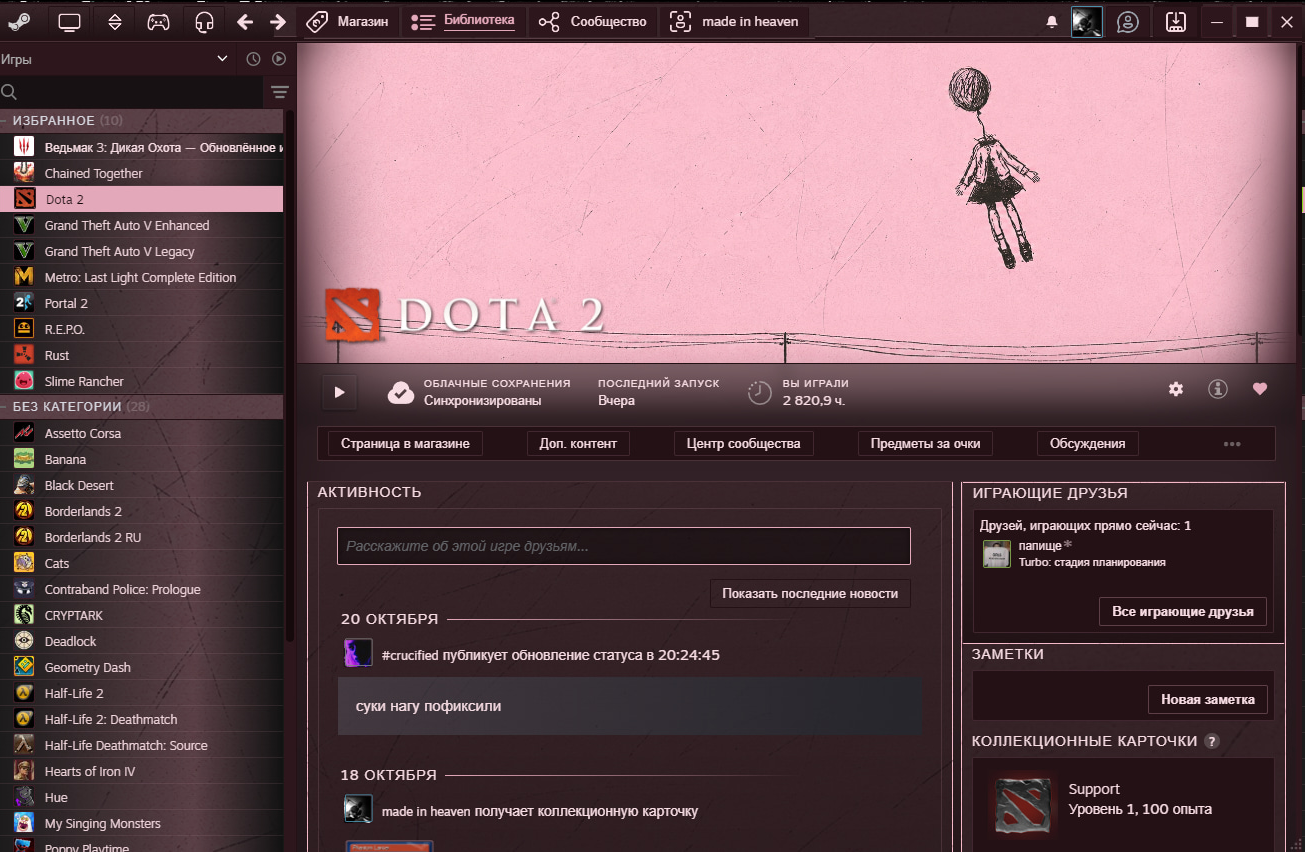 Магазин
Библиотека
Сообщество
made in heaven
Игры
ИЗБРАННОЕ (10)
Ведьмак 3: Дикая Охота — Обновлённое и
Chained Together
Dota 2
Grand Theft Auto V Enhanced
Grand Theft Auto V Legacy
Metro: Last Light Complete Edition
Portal 2
R.E.P.O.
Rust
Slime Rancher
БЕЗ КАТЕГОРИИ (28)
Assetto Corsa
Banana
Black Desert
Borderlands 2
Borderlands 2 RU
Cats
Contraband Police: Prologue
CRYPTARK
Deadlock
Geometry Dash
Half-Life 2
Half-Life 2: Deathmatch
Half-Life Deathmatch: Source
Hearts of Iron IV
Hue
My Singing Monsters
Poppy Playtime
DOTA 2
ОБЛАЧНЫЕ СОХРАНЕНИЯ
Синхронизированы
ПОСЛЕДНИЙ ЗАПУСК
Вчера
ВЫ ИГРАЛИ
2 820,9 ч.
Страница в магазине
Доп. контент
Центр сообщества
Предметы за очки
Обсуждения
АКТИВНОСТЬ
Расскажите об этой игре друзьям...
Показать последние новости
20 ОКТЯБРЯ
#crucified публикует обновление статуса в 20:24:45
суки нагу пофиксили
18 ОКТЯБРЯ
made in heaven получает коллекционную карточку
ИГРАЮЩИЕ ДРУЗЬЯ
Друзей, играющих прямо сейчас: 1
папище*
Turbo: стадия планирования
Все играющие друзья
ЗАМЕТКИ
Новая заметка
КОЛЛЕКЦИОННЫЕ КАРТОЧКИ ?
Support
Уровень 1, 100 опыта